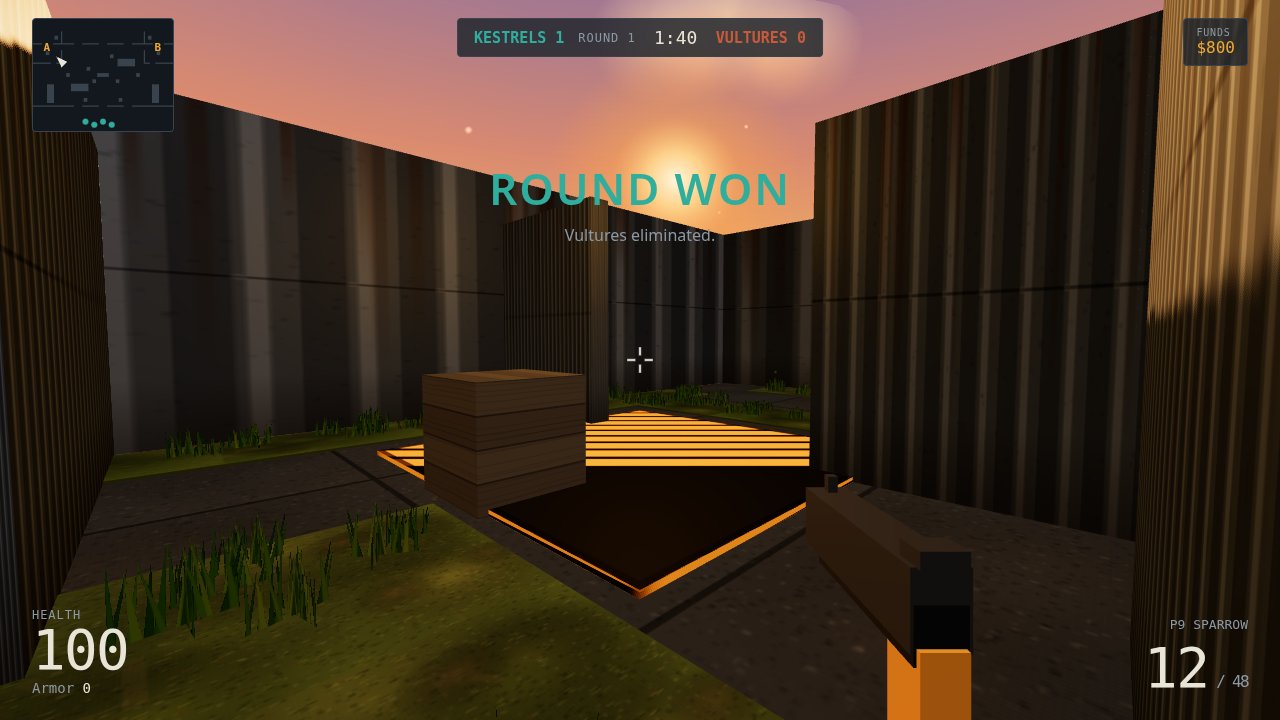 A
B
KESTRELS 1 ROUND 1 1:40 VULTURES 0
FUNDS
$800
ROUND WON
Vultures eliminated.
HEALTH
100
Armor 0
P9 SPARROW
12 / 48